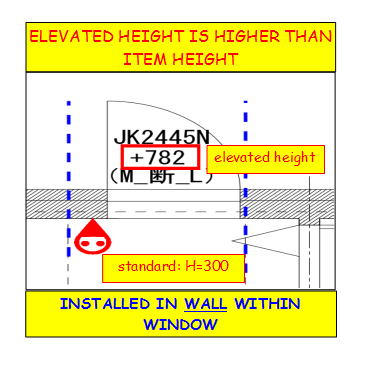 ELEVATED HEIGHT IS HIGHER THAN
ITEM HEIGHT
JK2445N
+782
elevated height
(M_断_L)
standard: H=300
INSTALLED IN WALL WITHIN
WINDOW